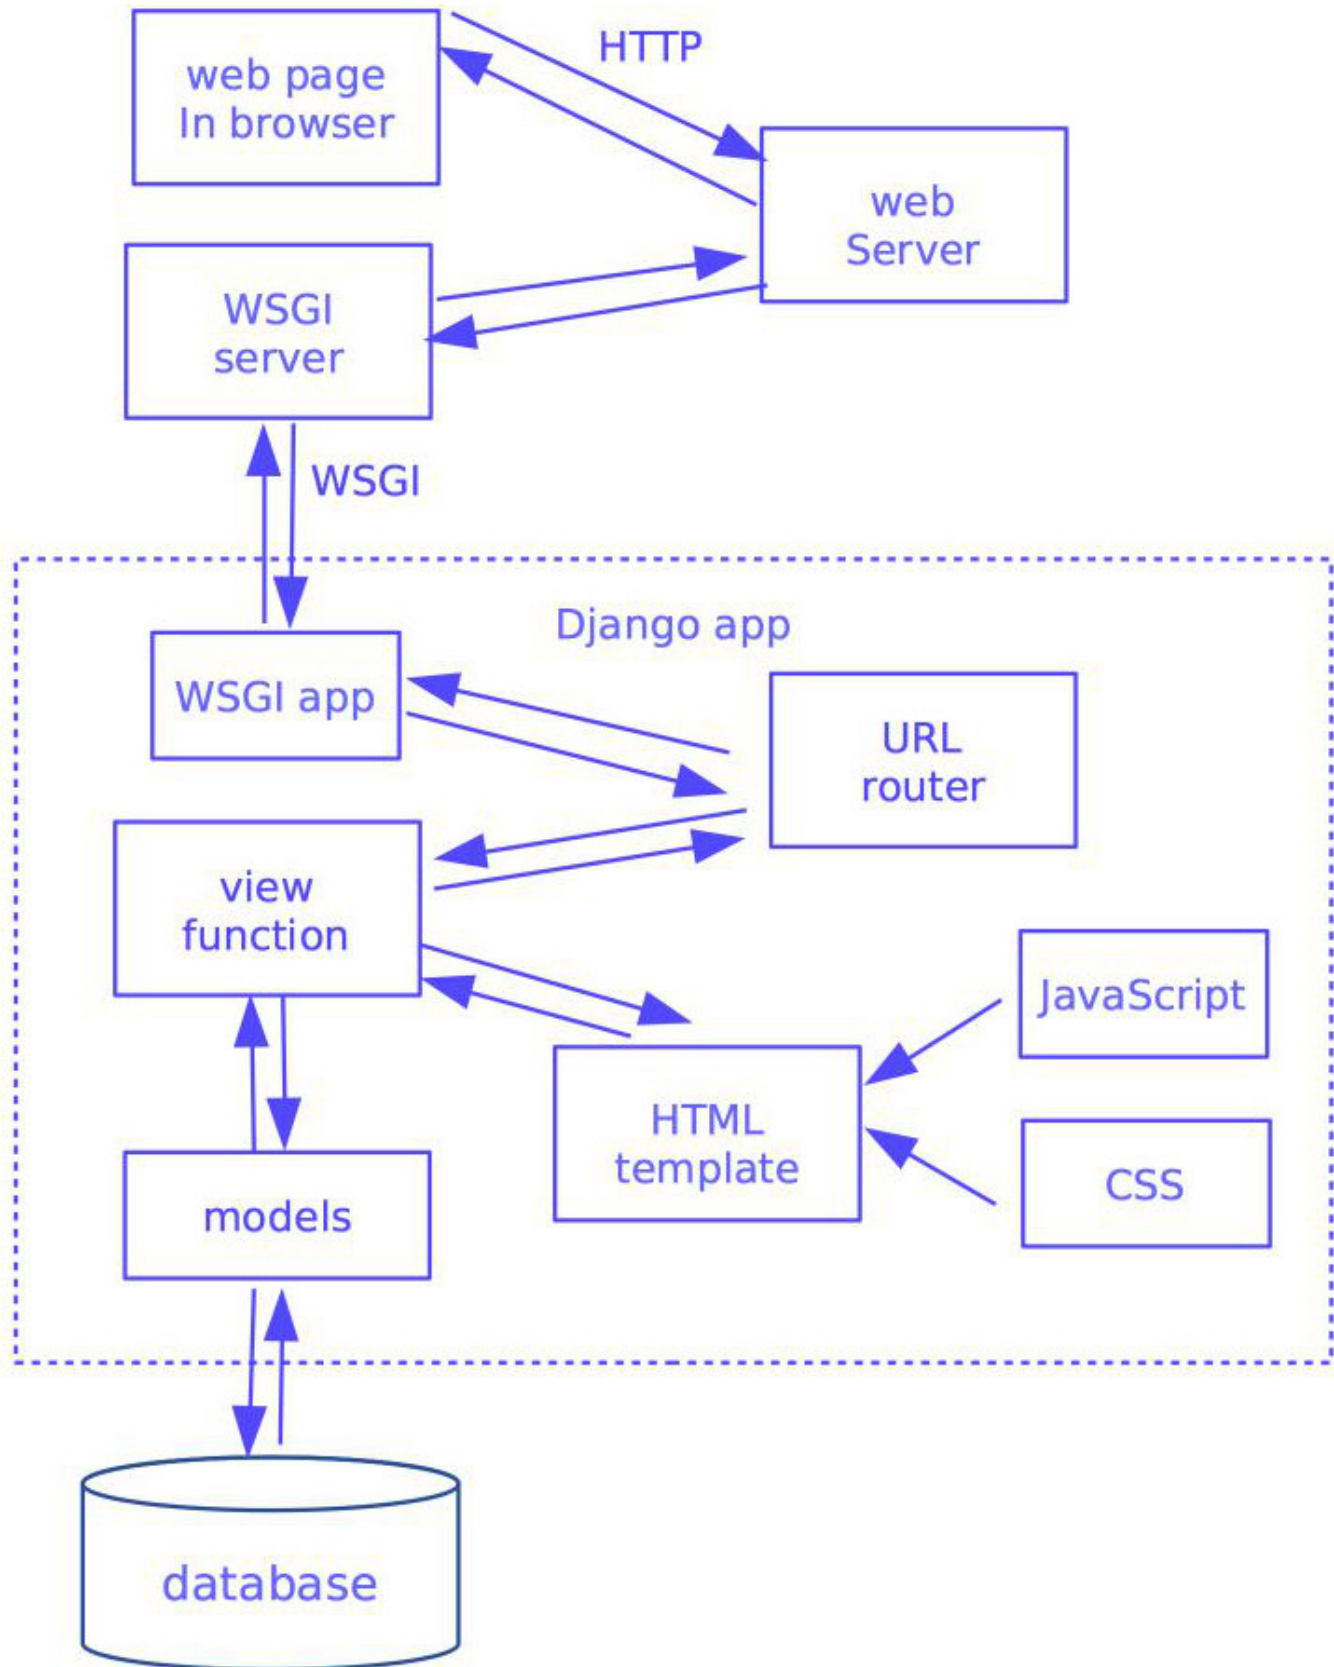 web page
In browser
HTTP
web
Server
WSGI
server
WSGI
Django app
WSGI app
URL
router
view
function
JavaScript
HTML
template
CSS
models
database